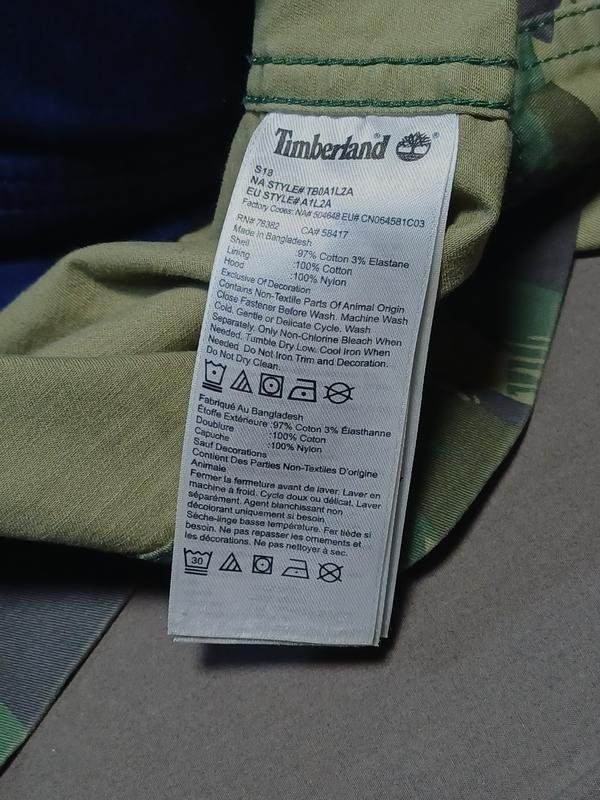 Timberland
S18
NA STYLE# TB0A1L2A
EU STYLE# A1L2A
Factory Codes: NA# 504648 EU# CN064581C03
RN# 76382 CA# 58417
Made In Bangladesh
Shell :97% Cotton 3% Elastane
Lining :100% Cotton
Hood :100% Nylon
Exclusive Of Decoration
Contains Non-Textile Parts Of Animal Origin
Close Fastener Before Wash. Machine Wash
Cold. Gentle or Delicate Cycle. Wash
Separately. Only Non-Chlorine Bleach When
Needed. Tumble Dry Low. Cool Iron When
Needed. Do Not Iron Trim and Decoration.
Do Not Dry Clean.
Fabriqué Au Bangladesh
Étoffe Extérieure :97% Coton 3% Élasthanne
Doublure :100% Coton
Capuche :100% Nylon
Sauf Decorations
Contient Des Parties Non-Textiles D'origine
Animale
Fermer la fermeture avant de laver. Laver en
machine à froid. Cycle doux ou délicat. Laver
séparément. Agent blanchissant non
décolorant uniquement si besoin.
Sèche-linge basse température. Fer tiède si
besoin. Ne pas repasser les ornements et
les décorations. Ne pas nettoyer à sec.
30